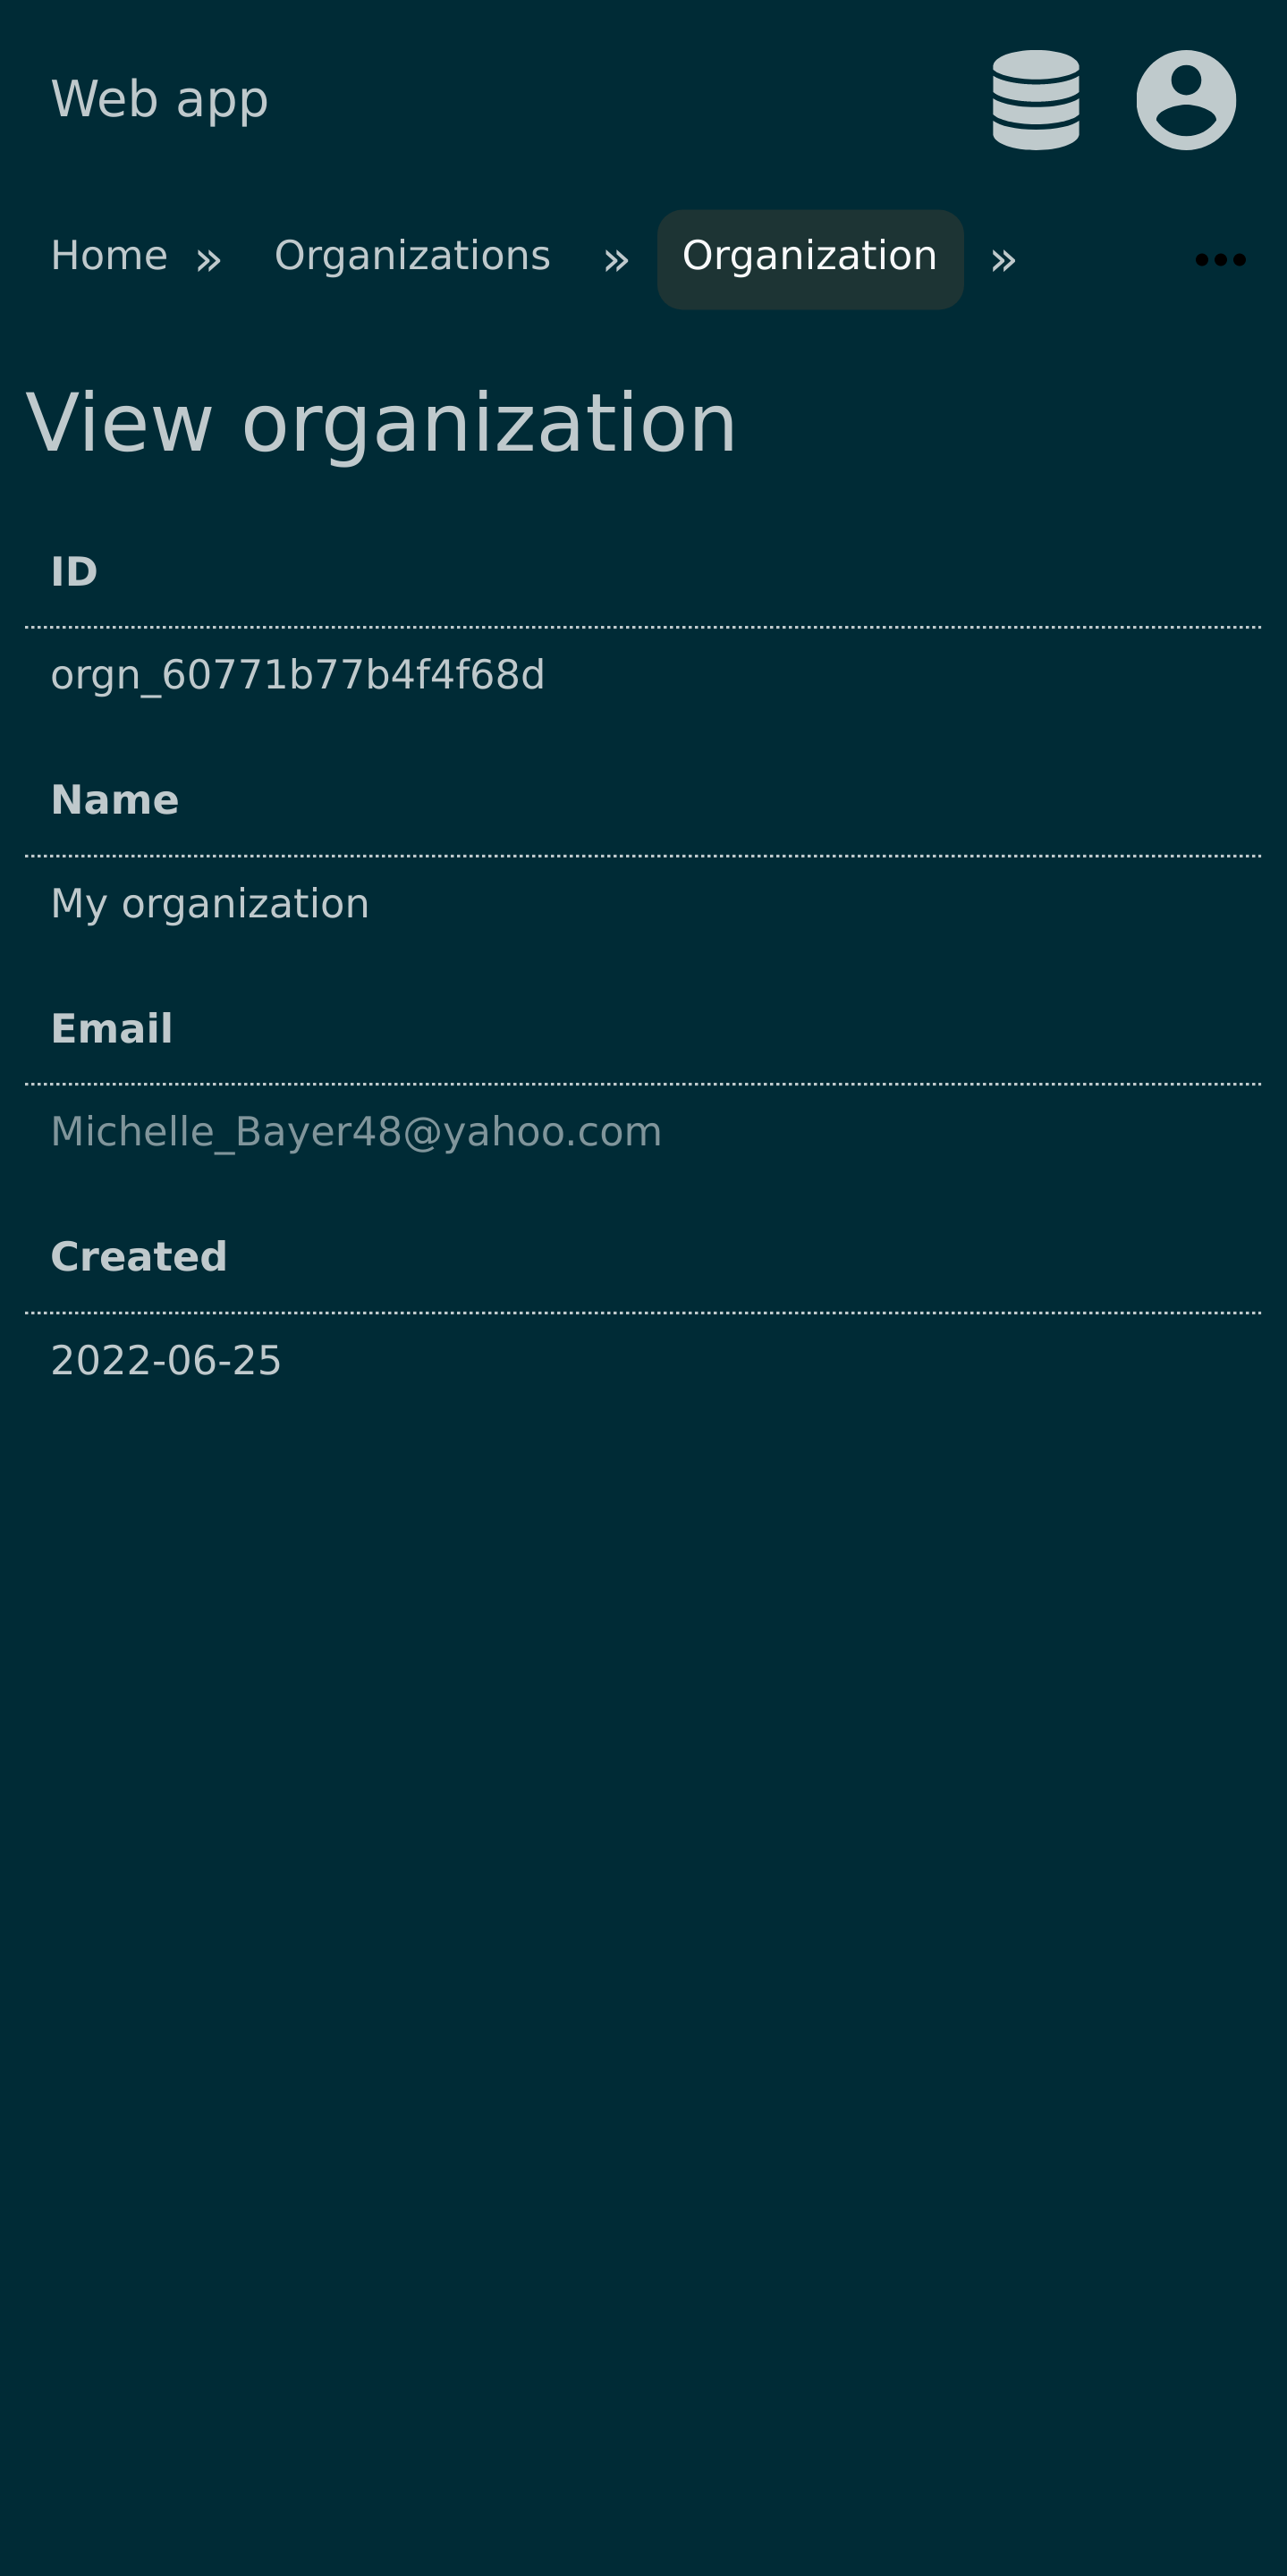 Web app
Home » Organizations » Organization » •••
View organization
ID
orgn_60771b77b4f4f68d
Name
My organization
Email
Michelle_Bayer48@yahoo.com
Created
2022-06-25